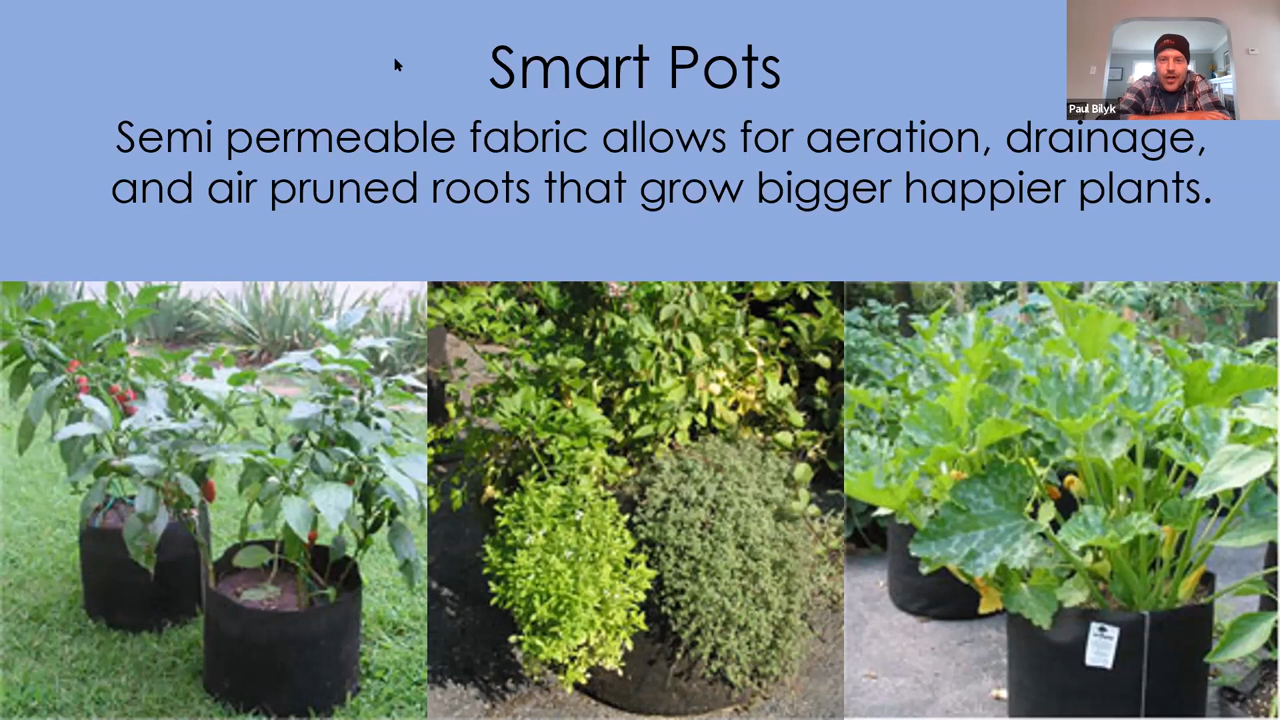 Smart Pots
Paul Bilyk
Semi permeable fabric allows for aeration, drainage,
and air pruned roots that grow bigger happier plants.